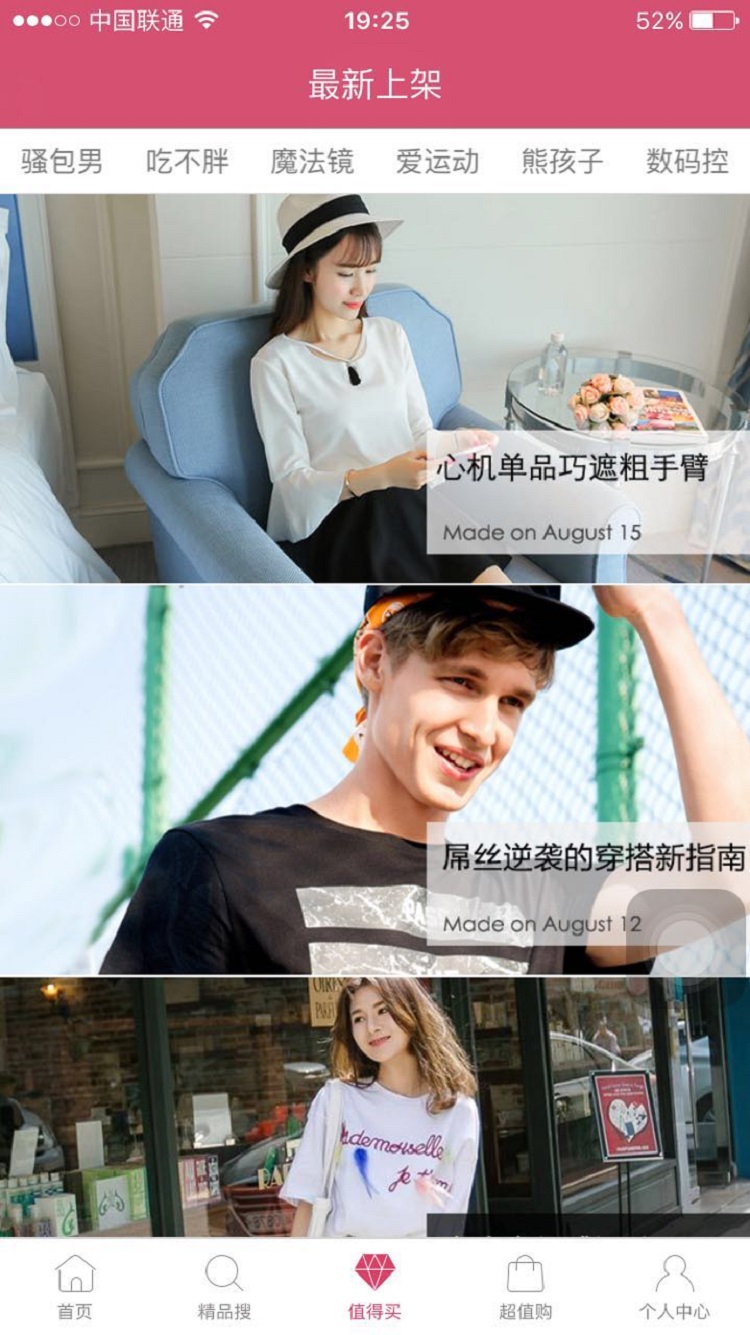 中国联通
19:25
52%
最新上架
骚包男 吃不胖 魔法镜 爱运动 熊孩子 数码控
心机单品巧遮粗手臂
Made on August 15
屌丝逆袭的穿搭新指南
Made on August 12
demoiselle
je t'aime
首页 精品搜 值得买 超值购 个人中心